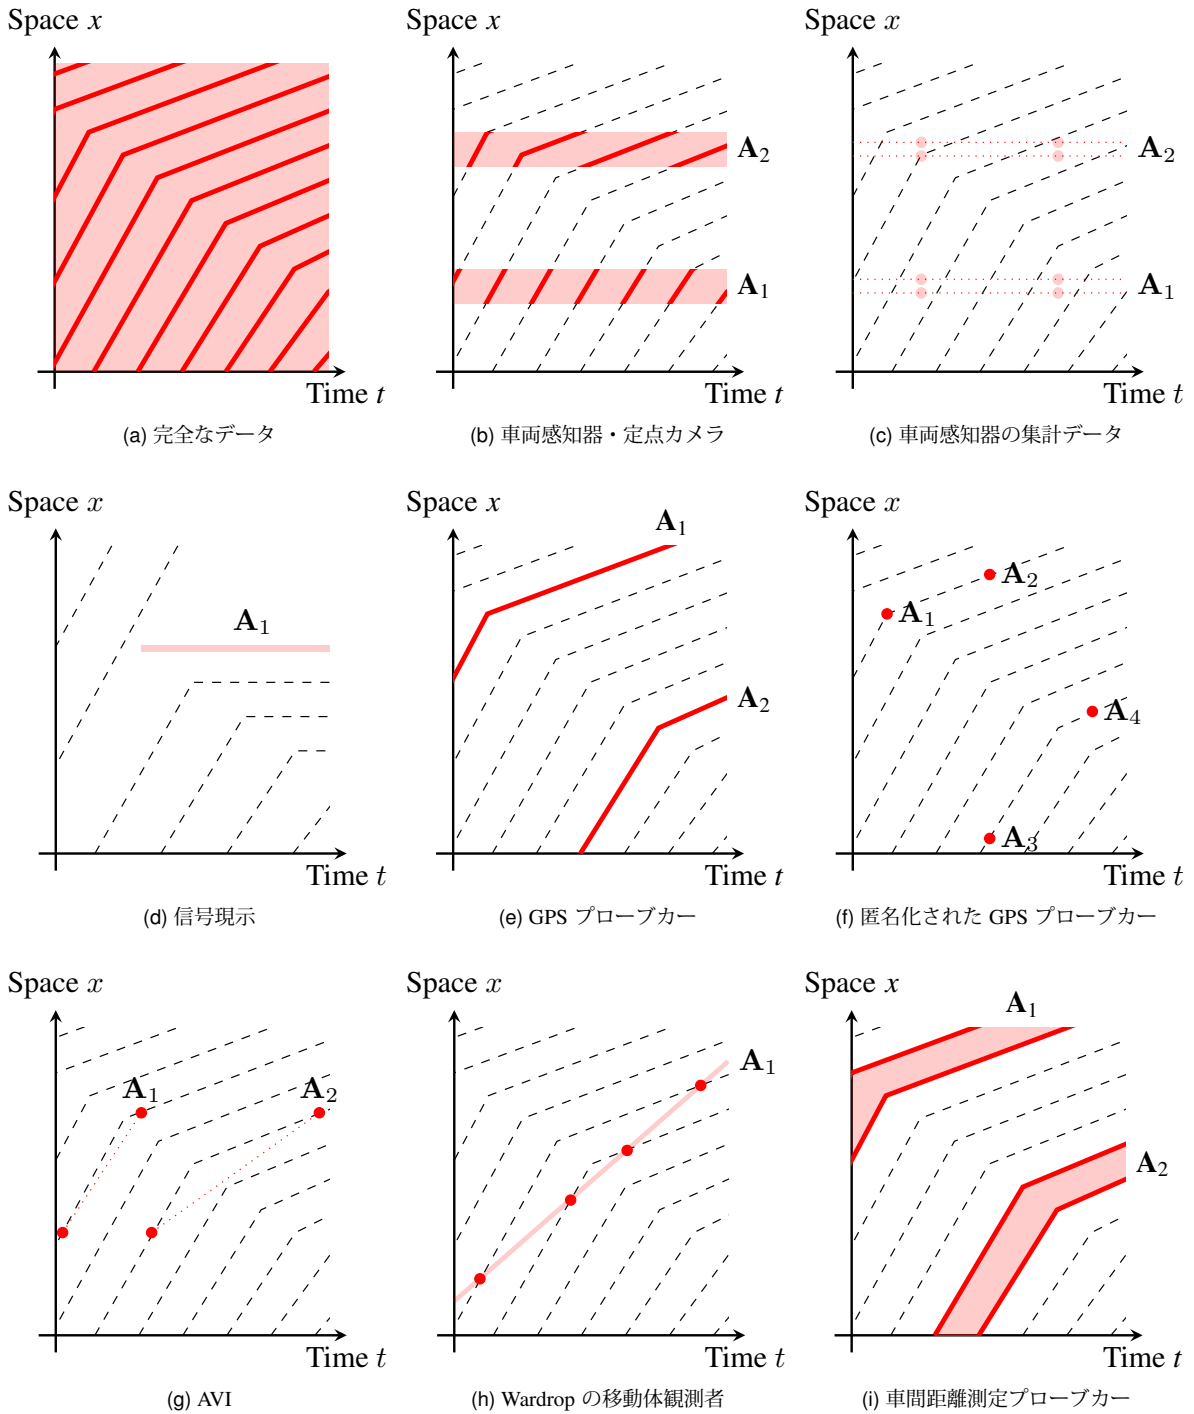 Space x
Time t
(a) 完全なデータ
Space x
A2
A1
Time t
(b) 車両感知器・定点カメラ
Space x
A2
A1
Time t
(c) 車両感知器の集計データ
Space x
A1
Time t
(d) 信号現示
Space x
A1
A2
Time t
(e) GPS プローブカー
Space x
A2
A1
A4
A3
Time t
(f) 匿名化された GPS プローブカー
Space x
A1
A2
Time t
(g) AVI
Space x
A1
Time t
(h) Wardrop の移動体観測者
Space x
A1
A2
Time t
(i) 車間距離測定プローブカー